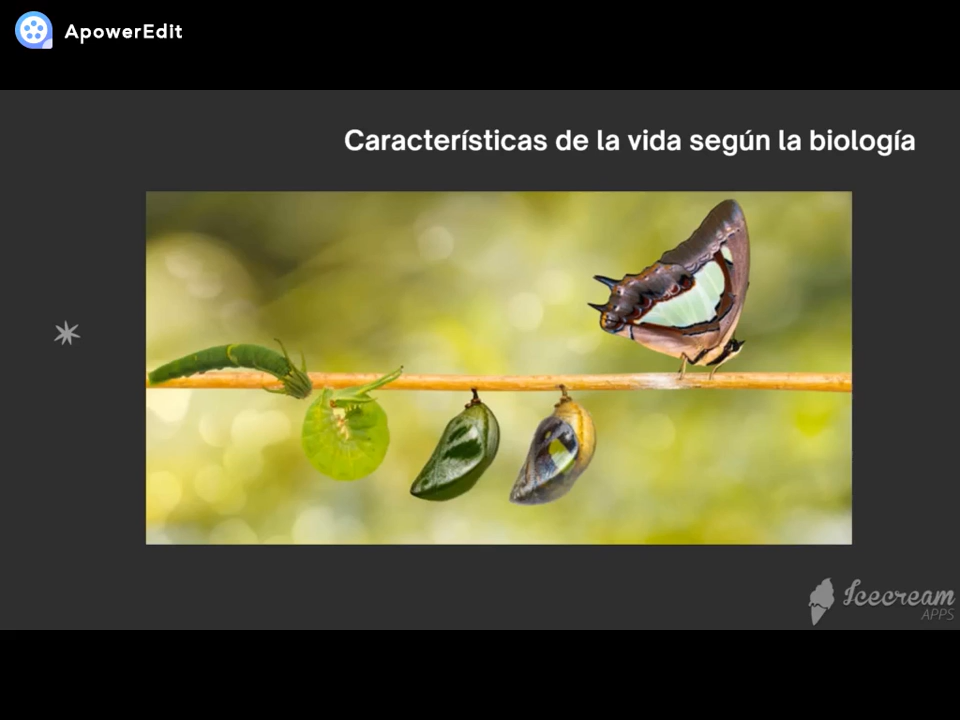 ApowerEdit
Características de la vida según la biología
Icecream
APPS